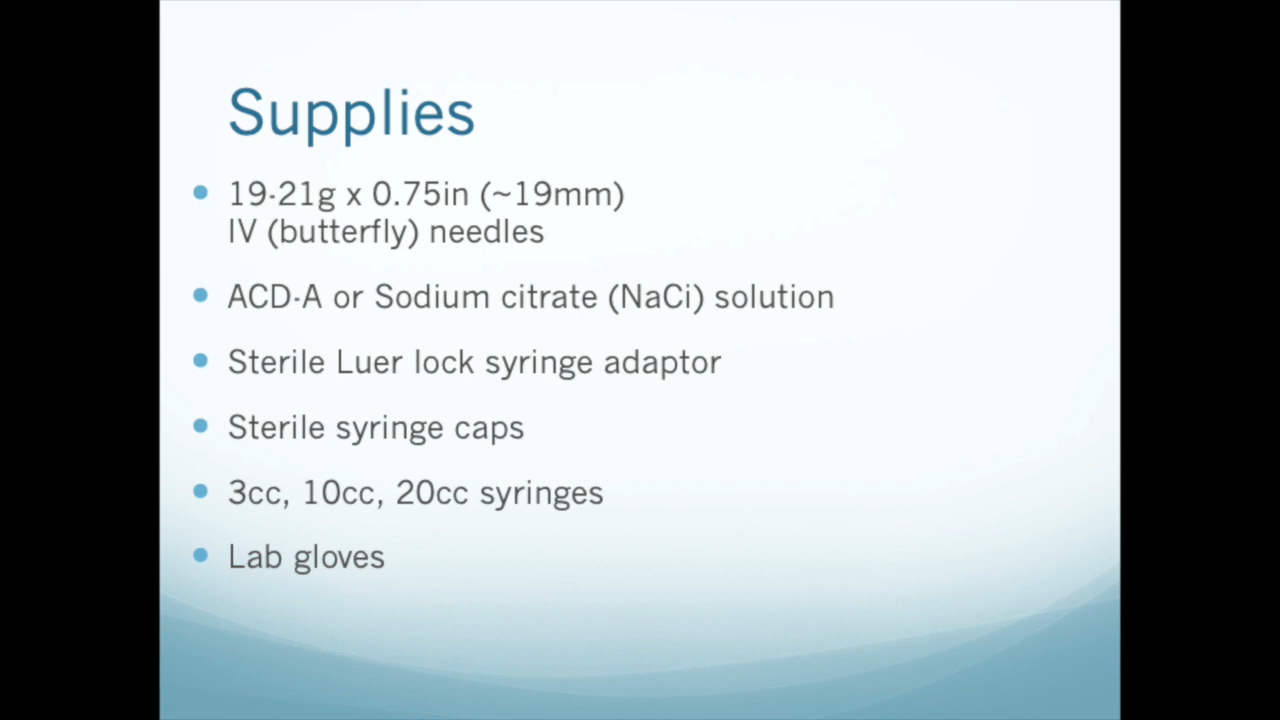 Supplies
19-21g x 0.75in (~19mm)
IV (butterfly) needles
ACD-A or Sodium citrate (NaCi) solution
Sterile Luer lock syringe adaptor
Sterile syringe caps
3cc, 10cc, 20cc syringes
Lab gloves